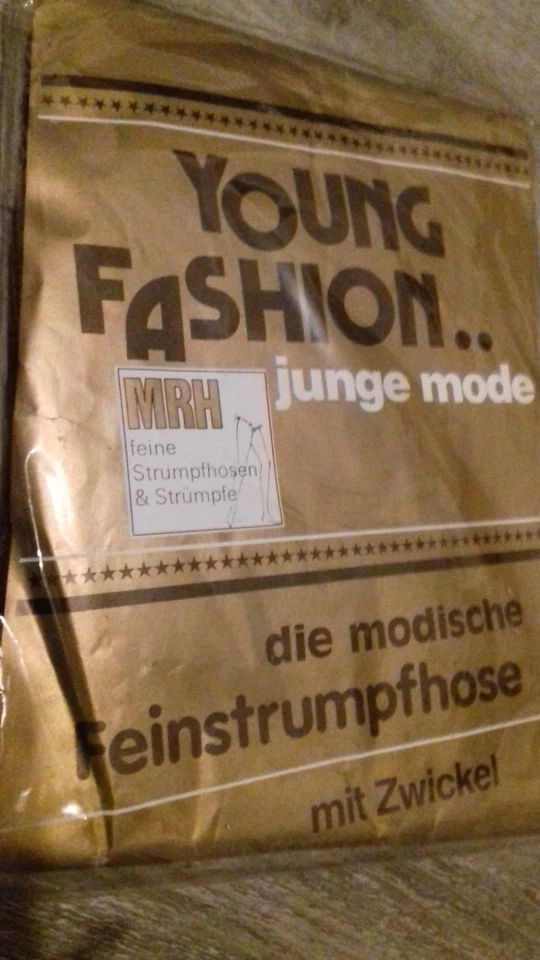 YOUNG
FASHION..
junge mode
MRH
feine
Strumpfhosen
& Strümpfe
die modische
Feinstrumpfhose
mit Zwickel